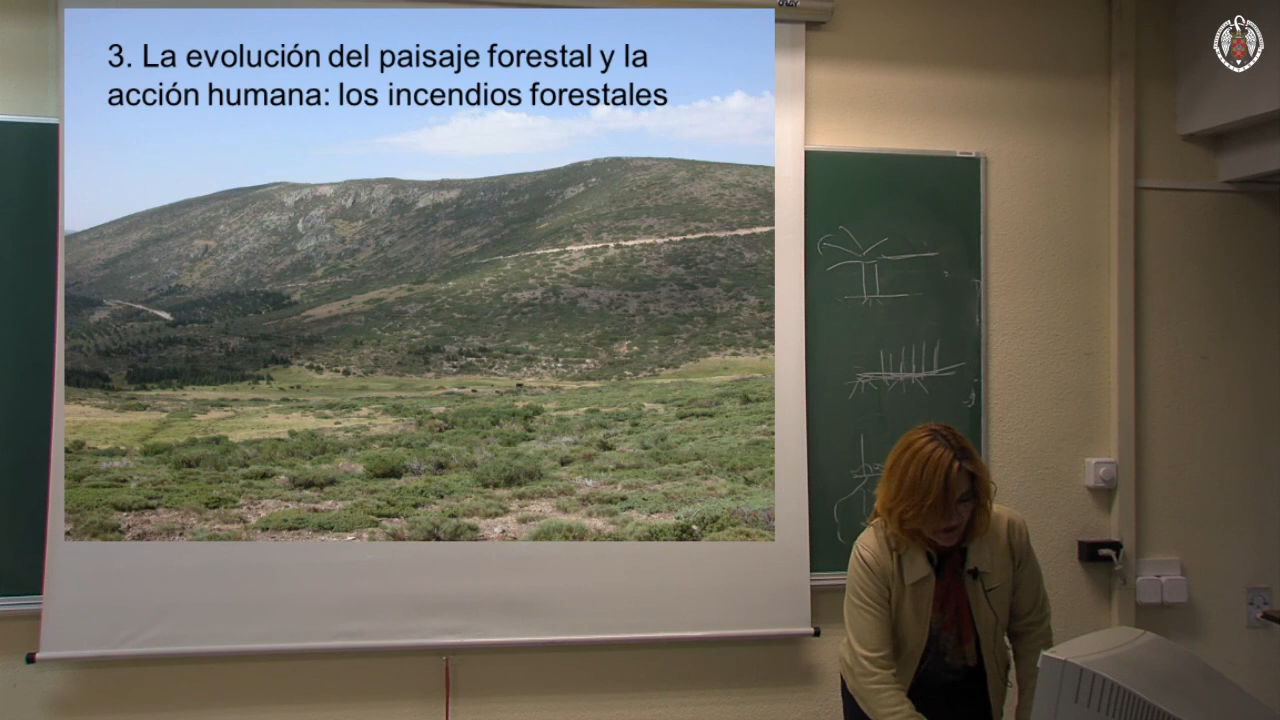 3. La evolución del paisaje forestal y la
acción humana: los incendios forestales